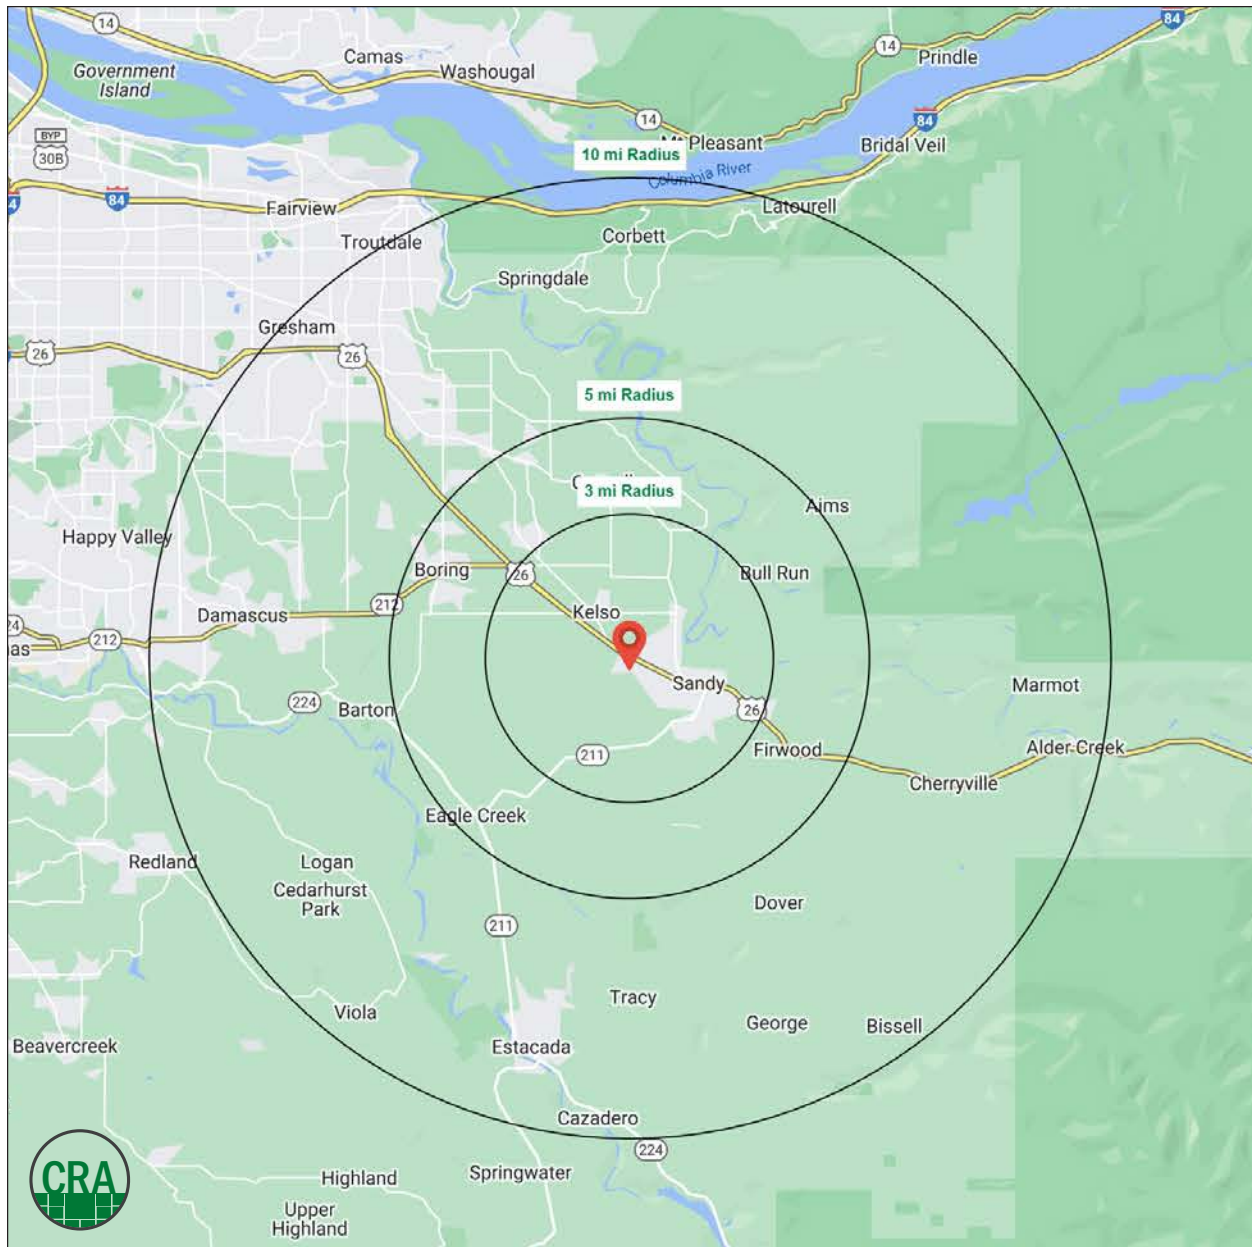 14
Camas
Washougal
14
Prindle
84
Government
Island
14
Pleasant
84
Bridal Veil
BYP
30B
10 mi Radius
Columbia River
84
84
Fairview
Latourell
Troutdale
Corbett
Springdale
Gresham
26
26
5 mi Radius
3 mi Radius
Aims
Happy Valley
Boring
26
Bull Run
212
Damascus
Kelso
24
212
Sandy
Marmot
224
Barton
26
211
Firwood
Alder Creek
Cherryville
Eagle Creek
Redland
Logan
Cedarhurst
Park
Dover
211
Tracy
Viola
George
Bissell
Beavercreek
Estacada
Cazadero
224
CRA
Highland
Springwater
Upper
Highland